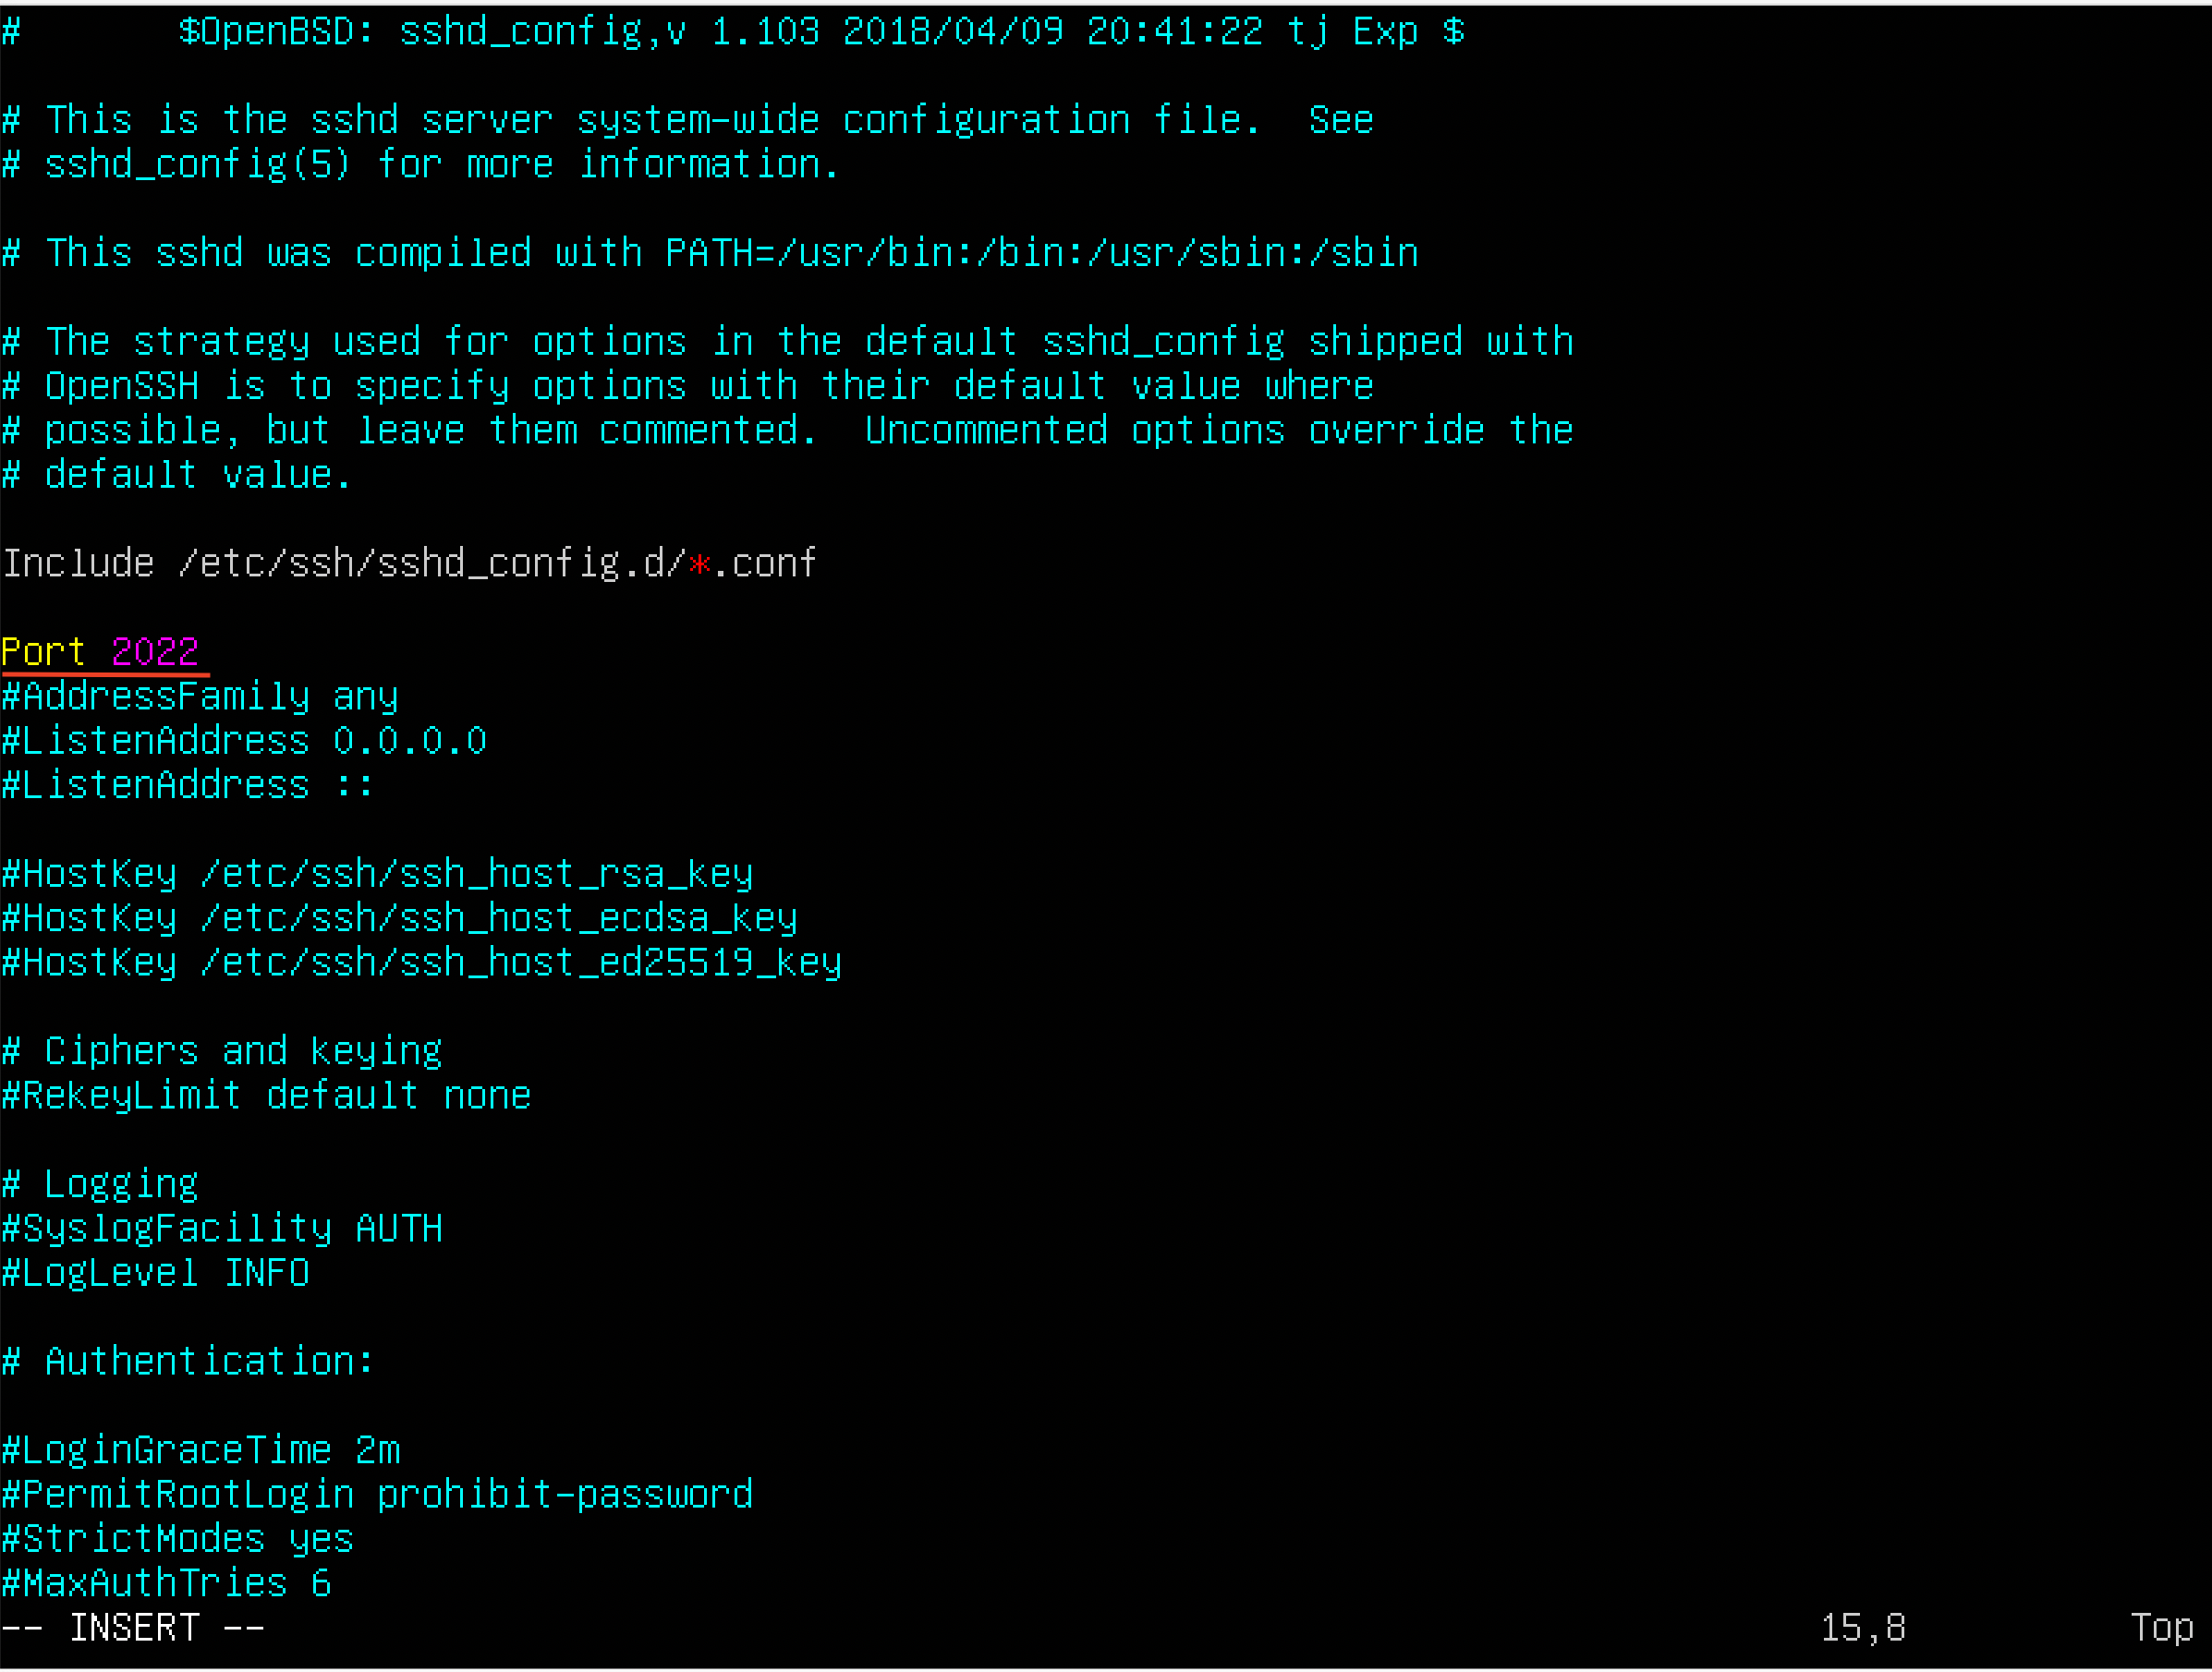 #       $OpenBSD: sshd_config,v 1.103 2018/04/09 20:41:22 tj Exp $
# This is the sshd server system-wide configuration file.  See
# sshd_config(5) for more information.
# This sshd was compiled with PATH=/usr/bin:/bin:/usr/sbin:/sbin
# The strategy used for options in the default sshd_config shipped with
# OpenSSH is to specify options with their default value where
# possible, but leave them commented.  Uncommented options override the
# default value.
Include /etc/ssh/sshd_config.d/*.conf
Port 2022
#AddressFamily any
#ListenAddress 0.0.0.0
#ListenAddress ::
#HostKey /etc/ssh/ssh_host_rsa_key
#HostKey /etc/ssh/ssh_host_ecdsa_key
#HostKey /etc/ssh/ssh_host_ed25519_key
# Ciphers and keying
#RekeyLimit default none
# Logging
#SyslogFacility AUTH
#LogLevel INFO
# Authentication:
#LoginGraceTime 2m
#PermitRootLogin prohibit-password
#StrictModes yes
#MaxAuthTries 6
-- INSERT --                                                          15,8          Top